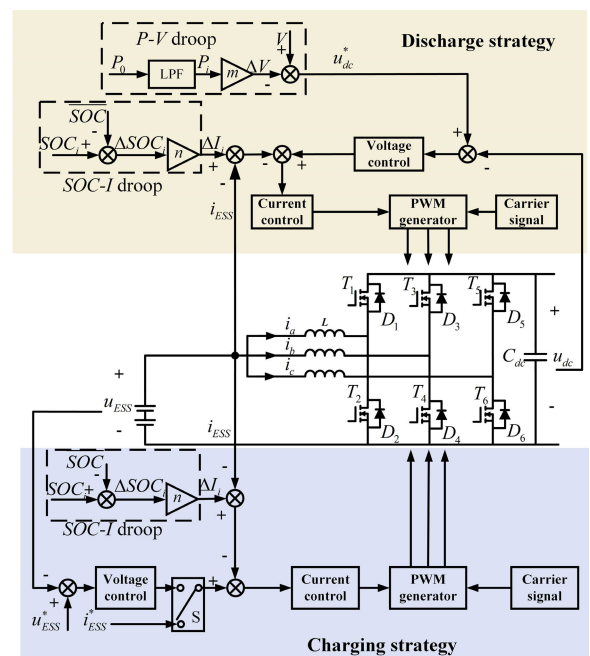 P-V droop
V
+
u*dc
Discharge strategy
P0
LPF
Pi
m
ΔV
-
SOC
-
SOCi+
ΔSOCi
n
ΔIi
+
-
-
+
Voltage control
+
-
SOC-I droop
iESS
Current control
PWM generator
Carrier signal
T1
T3
T5
D1
D3
D5
L
ia
ib
ic
+
Cdc
udc
-
+
uESS
-
T2
T4
T6
D2
D4
D6
iESS
SOC
-
SOCi+
ΔSOCi
n
ΔIi
-
+
SOC-I droop
-
-
+
Voltage control
S
+
Current control
PWM generator
Carrier signal
u*ESS
i*ESS
Charging strategy